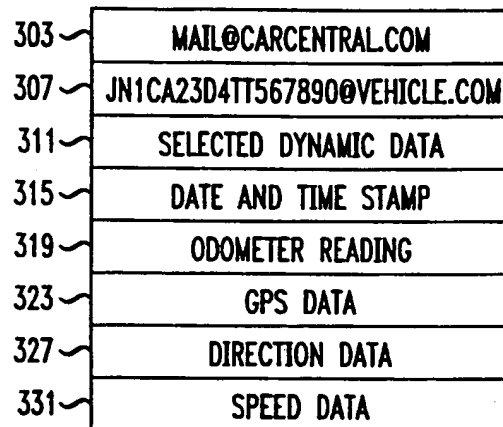 303 MAIL@CARCENTRAL.COM
307 JN1CA23D4TT567890@VEHICLE.COM
311 SELECTED DYNAMIC DATA
315 DATE AND TIME STAMP
319 ODOMETER READING
323 GPS DATA
327 DIRECTION DATA
331 SPEED DATA